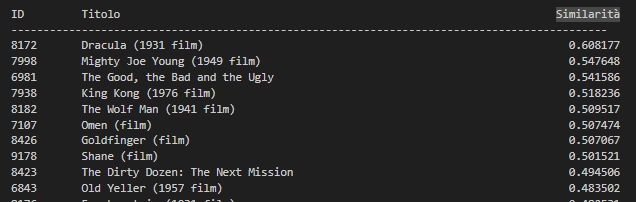 ID Titolo Similarità
----------------------------------------------------------------------------------------------------
8172 Dracula (1931 film) 0.608177
7998 Mighty Joe Young (1949 film) 0.547648
6981 The Good, the Bad and the Ugly 0.541586
7938 King Kong (1976 film) 0.518236
8182 The Wolf Man (1941 film) 0.509517
7107 Omen (film) 0.507474
8426 Goldfinger (film) 0.507067
9178 Shane (film) 0.501521
8423 The Dirty Dozen: The Next Mission 0.494506
6843 Old Yeller (1957 film) 0.483502